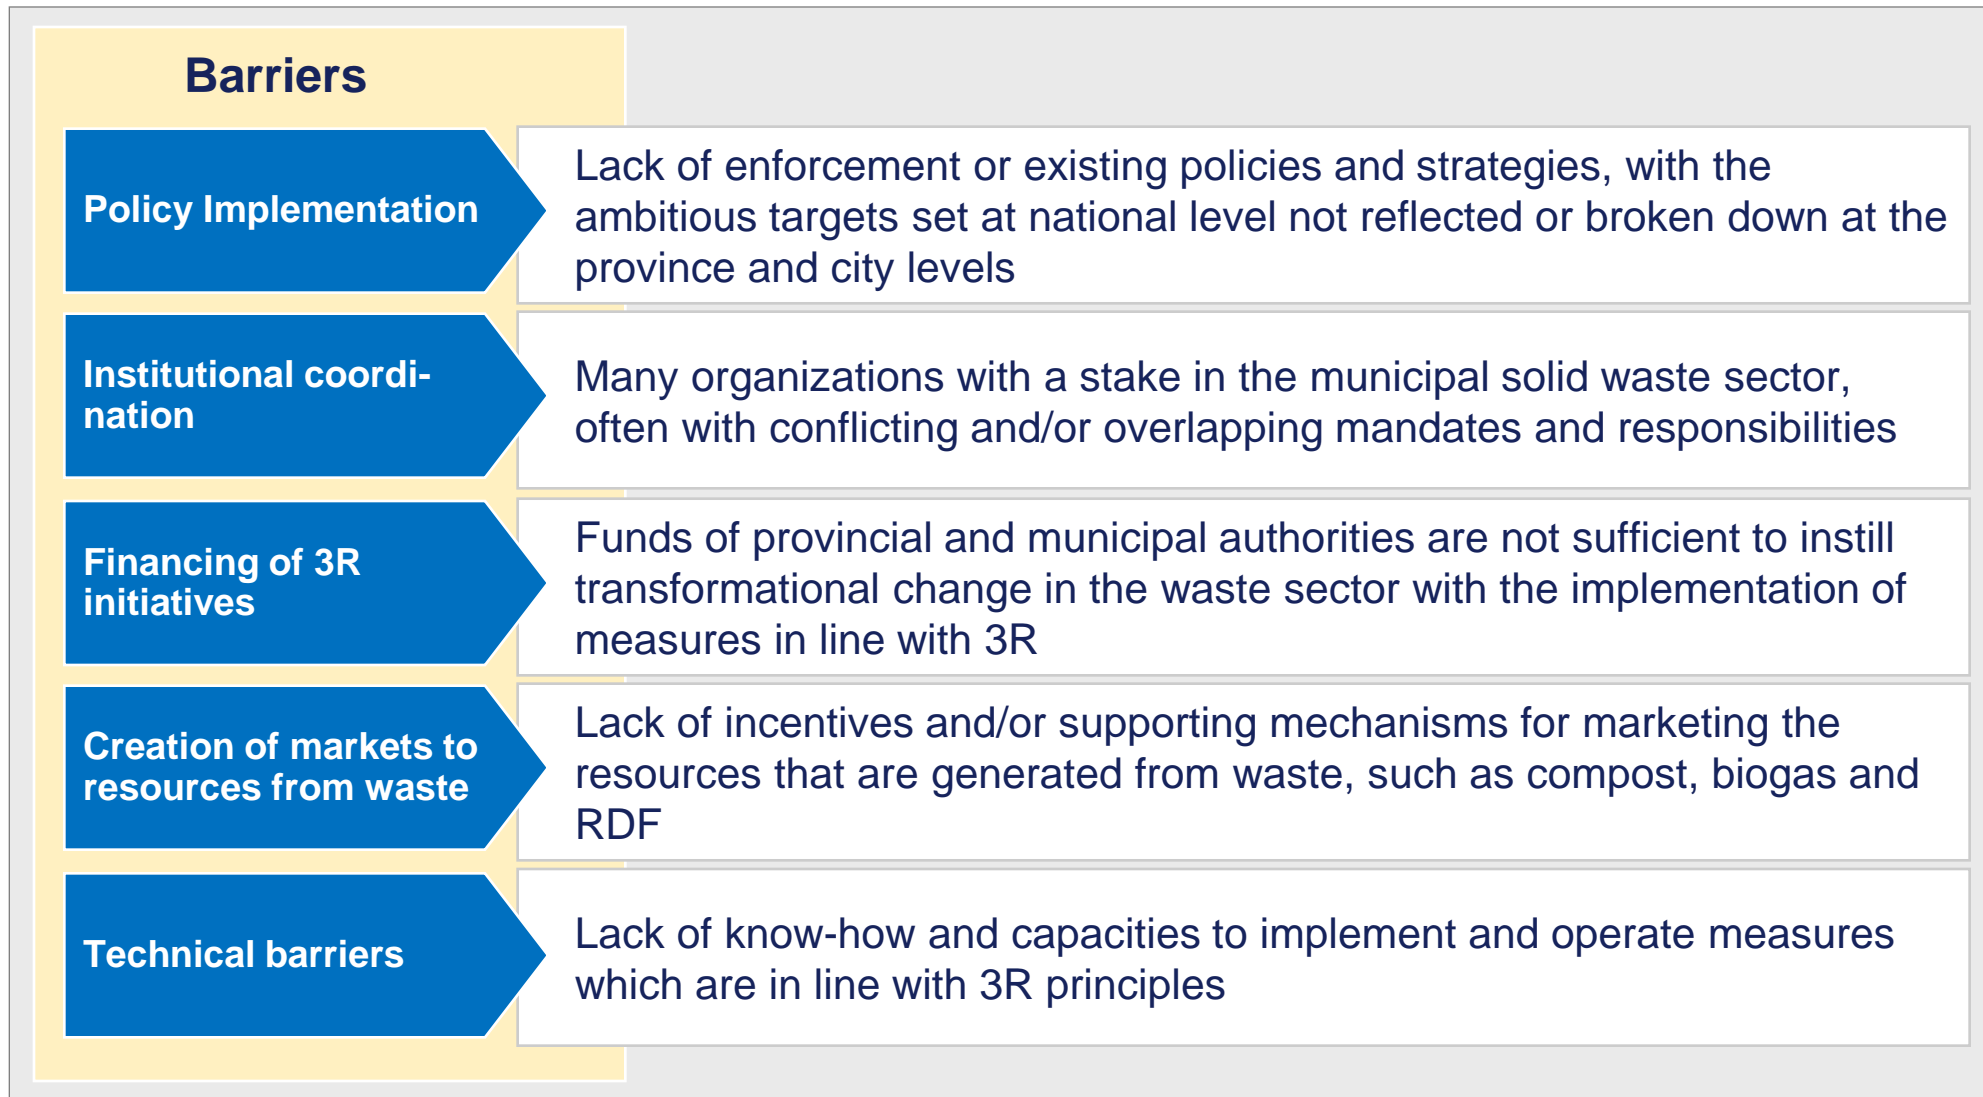 Barriers
Policy Implementation
Lack of enforcement or existing policies and strategies, with the
ambitious targets set at national level not reflected or broken down at the
province and city levels
Institutional coordi-
nation
Many organizations with a stake in the municipal solid waste sector,
often with conflicting and/or overlapping mandates and responsibilities
Financing of 3R
initiatives
Funds of provincial and municipal authorities are not sufficient to instill
transformational change in the waste sector with the implementation of
measures in line with 3R
Creation of markets to
resources from waste
Lack of incentives and/or supporting mechanisms for marketing the
resources that are generated from waste, such as compost, biogas and
RDF
Technical barriers
Lack of know-how and capacities to implement and operate measures
which are in line with 3R principles